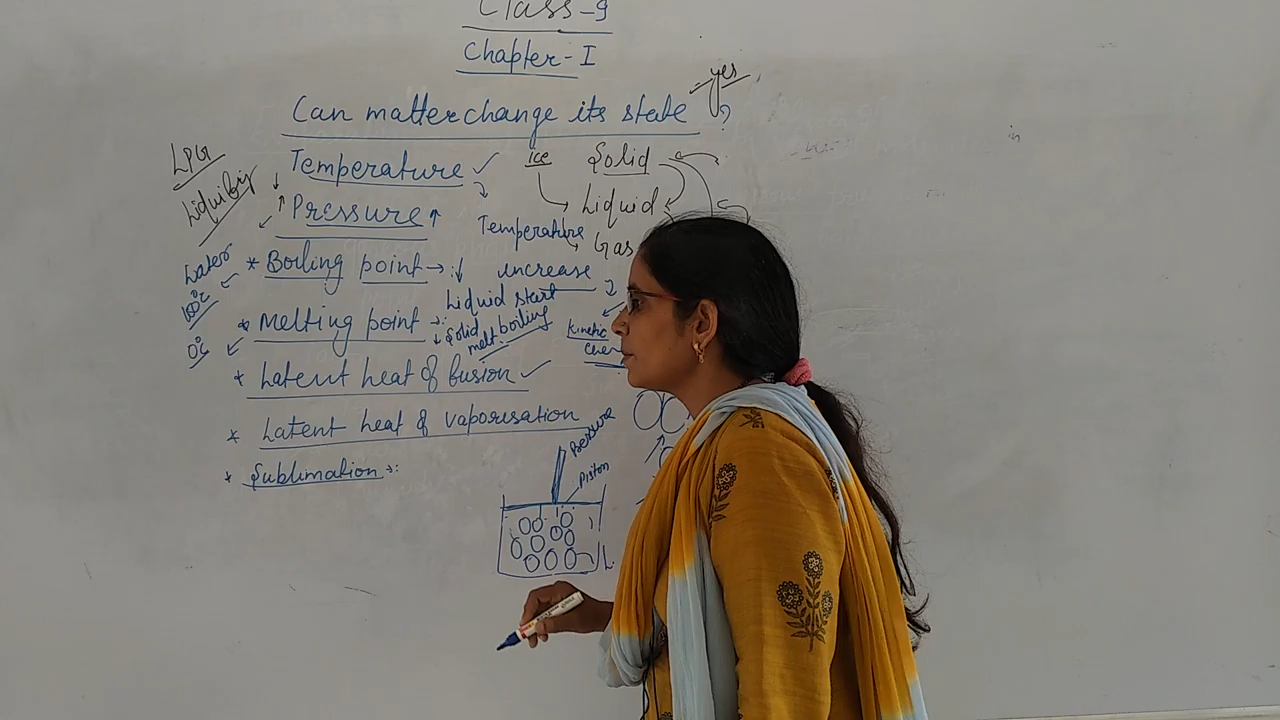 Class-9
Chapter-I
yes
Can matter change its state ?
LPG
Temperature
Ice
Solid
Liquify
Liquid
Pressure
Temperature
Gas
Water
* Boiling point
increase
100°c
Liquid start
boiling
* Melting point
Solid
melt
Kinetic
0°c
* Latent heat of fusion
* Latent heat of vaporisation
Piston
* Sublimation